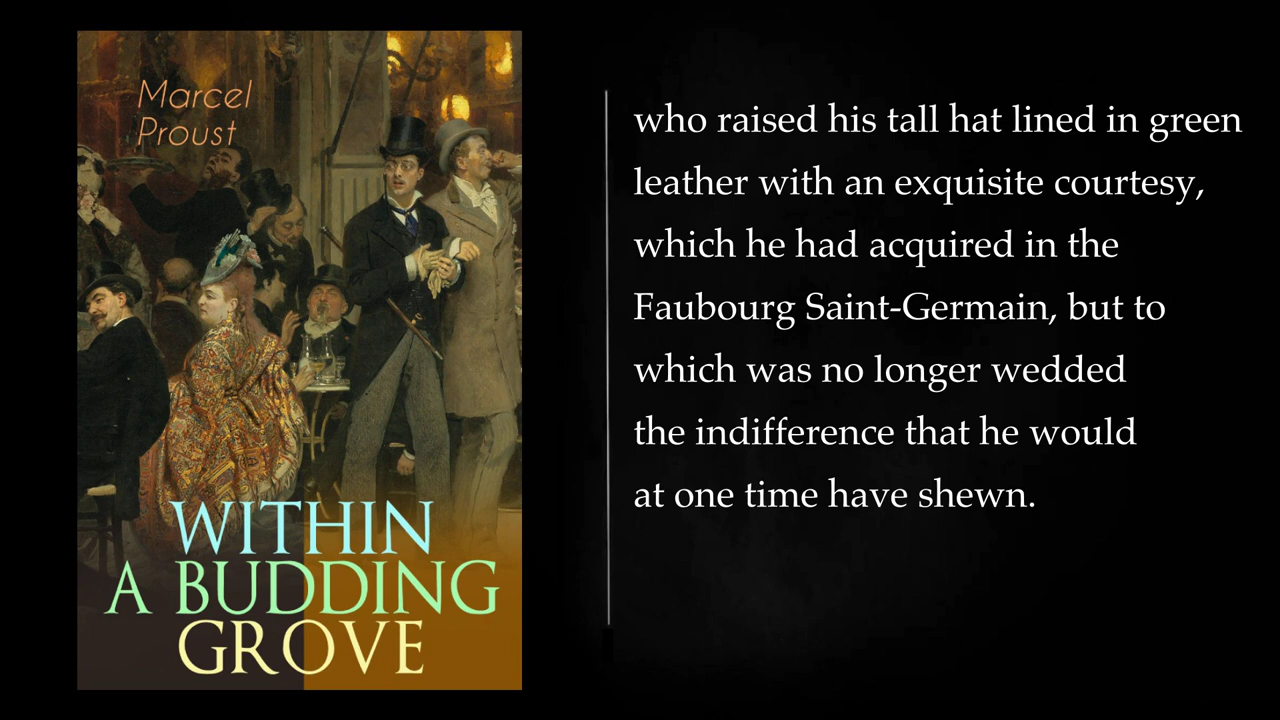 Marcel
Proust
WITHIN
A BUDDING
GROVE
who raised his tall hat lined in green
leather with an exquisite courtesy,
which he had acquired in the
Faubourg Saint-Germain, but to
which was no longer wedded
the indifference that he would
at one time have shewn.